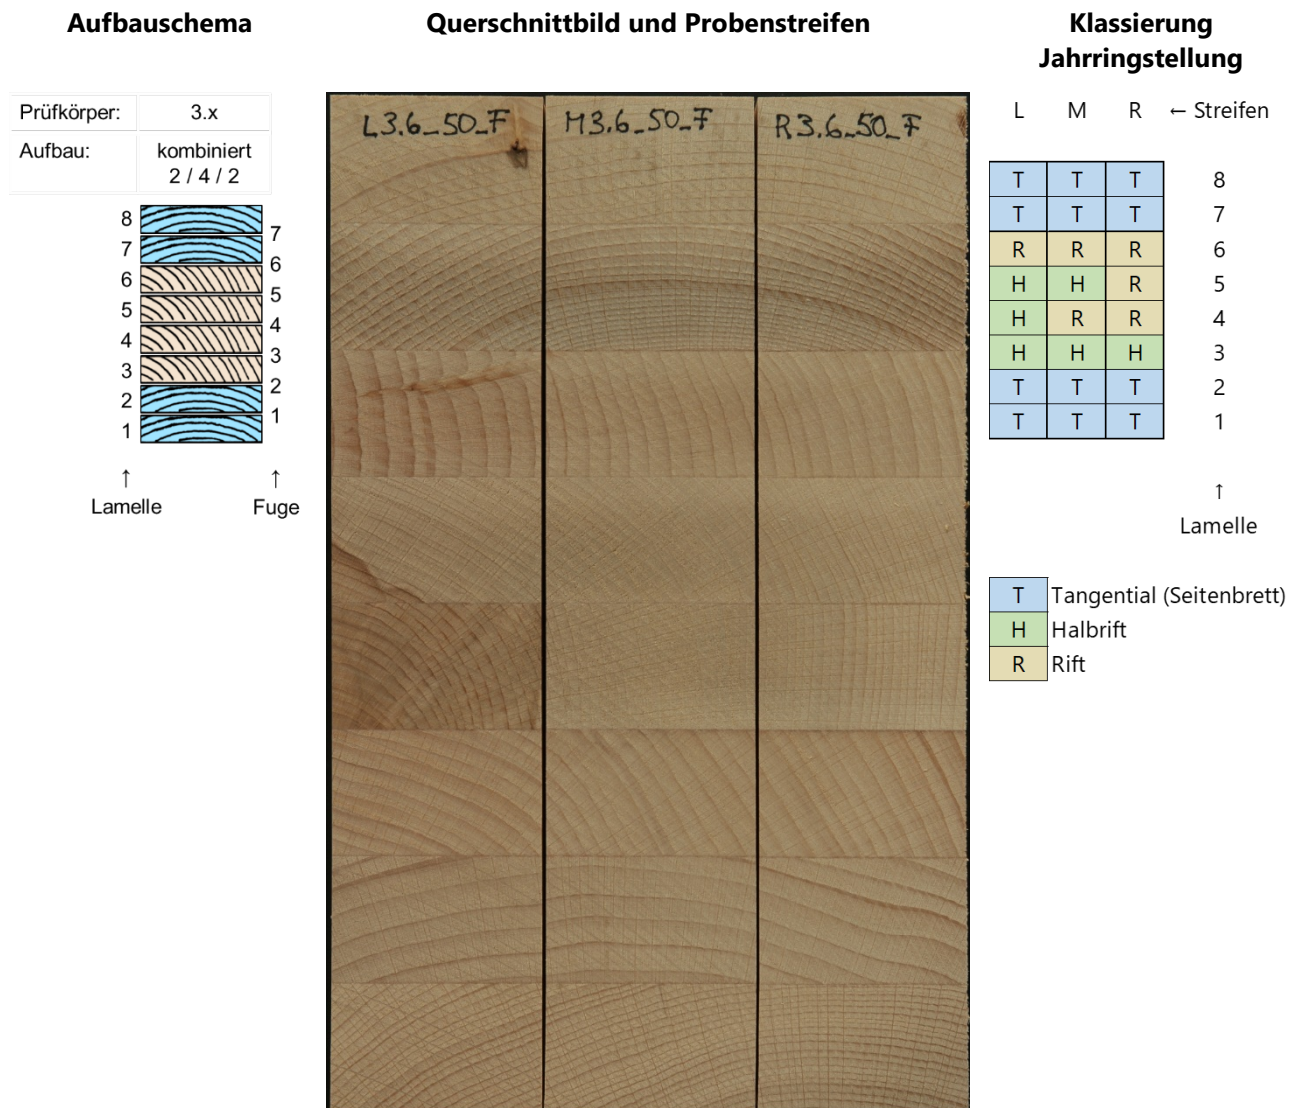 Aufbauschema
Querschnittbild und Probenstreifen
Klassierung
Jahrringstellung
Prüfkörper: 3.x
Aufbau: kombiniert
2 / 4 / 2
8
7
6
5
4
3
2
1
7
6
5
4
3
2
1
↑
Lamelle
↑
Fuge
L3.6_50_F
M3.6_50_F
R3.6_50_F
L M R ← Streifen
T T T 8
T T T 7
R R R 6
H H R 5
H R R 4
H H H 3
T T T 2
T T T 1
↑
Lamelle
T Tangential (Seitenbrett)
H Halbrift
R Rift